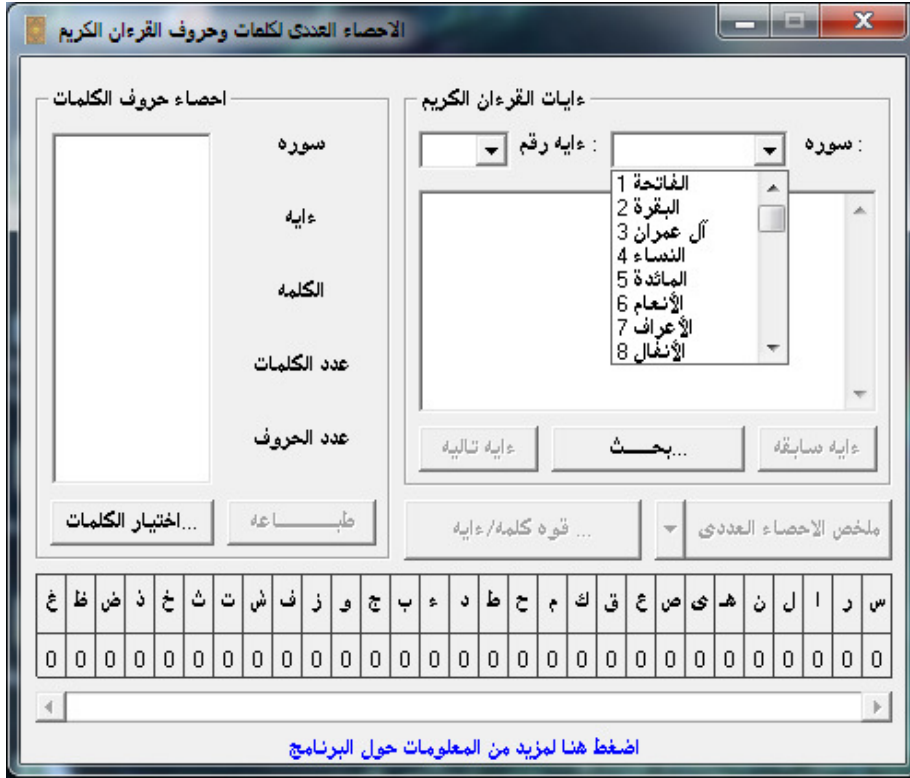 الاحصاء العددى لكلمات وحروف القرءان الكريم
ءايات القرءان الكريم
سوره :
ءايه رقم :
1 الفاتحة
2 البقرة
3 آل عمران
4 النساء
5 المائدة
6 الأنعام
7 الأعراف
8 الأنفال
ءايه سابقه
بحـــث...
ءايه تاليه
ملخص الاحصاء العددى
قوه كلمه/ءايه ...
احصاء حروف الكلمات
سوره
ءايه
الكلمه
عدد الكلمات
عدد الحروف
طبــــــاعه
اختيار الكلمات...
س ر ا ل ن هـ ى ص ع ق ك م ح ط د ء ب ج و ز ف ش ت ث خ ذ ض ظ غ
0 0 0 0 0 0 0 0 0 0 0 0 0 0 0 0 0 0 0 0 0 0 0 0 0 0 0 0 0
اضغط هنا لمزيد من المعلومات حول البرنامج